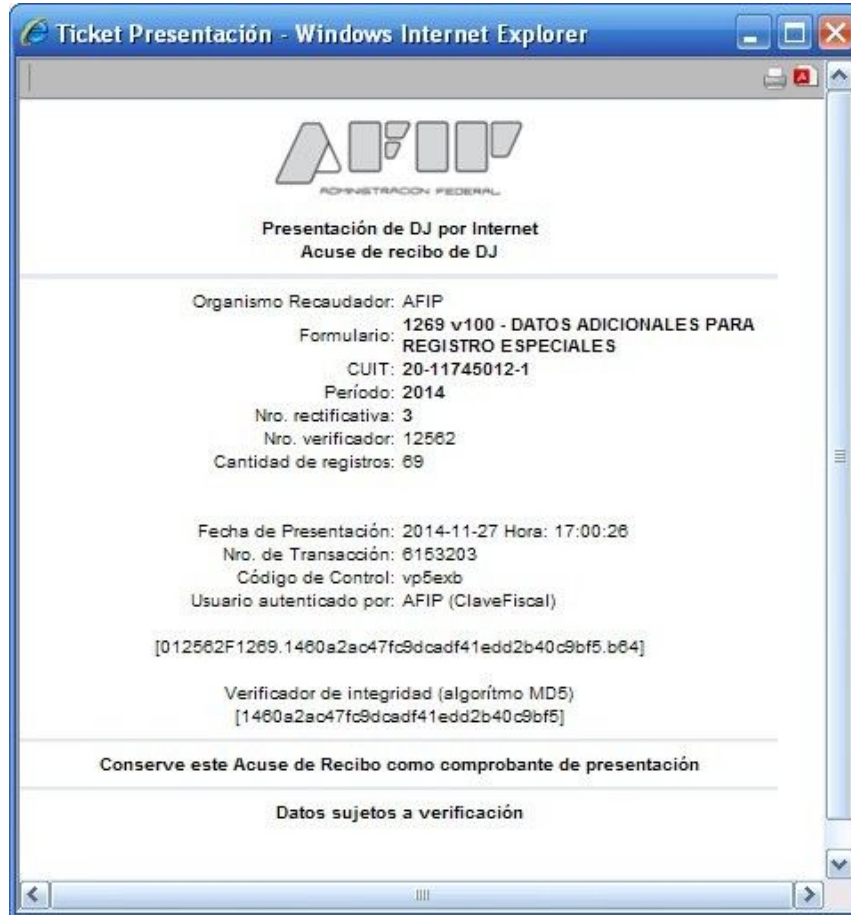 Ticket Presentación - Windows Internet Explorer
AFIP
ADMINISTRACION FEDERAL
Presentación de DJ por Internet
Acuse de recibo de DJ
Organismo Recaudador: AFIP
Formulario: 1269 v100 - DATOS ADICIONALES PARA
REGISTRO ESPECIALES
CUIT: 20-11745012-1
Período: 2014
Nro. rectificativa: 3
Nro. verificador: 12562
Cantidad de registros: 69
Fecha de Presentación: 2014-11-27 Hora: 17:00:26
Nro. de Transacción: 6153203
Código de Control: vp5exb
Usuario autenticado por: AFIP (ClaveFiscal)
[012562F1269.1460a2ac47fc9dcadf41edd2b40c9bf5.b64]
Verificador de integridad (algorítmo MD5)
[1460a2ac47fc9dcadf41edd2b40c9bf5]
Conserve este Acuse de Recibo como comprobante de presentación
Datos sujetos a verificación